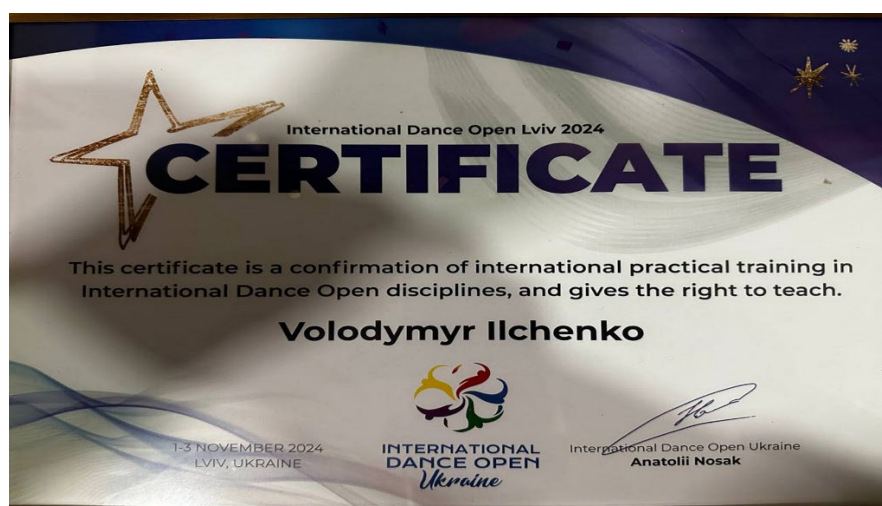 International Dance Open Lviv 2024
CERTIFICATE
This certificate is a confirmation of international practical training in
International Dance Open disciplines, and gives the right to teach.
Volodymyr Ilchenko
1-3 NOVEMBER 2024
LVIV, UKRAINE
INTERNATIONAL
DANCE OPEN
Ukraine
International Dance Open Ukraine
Anatolii Nosak